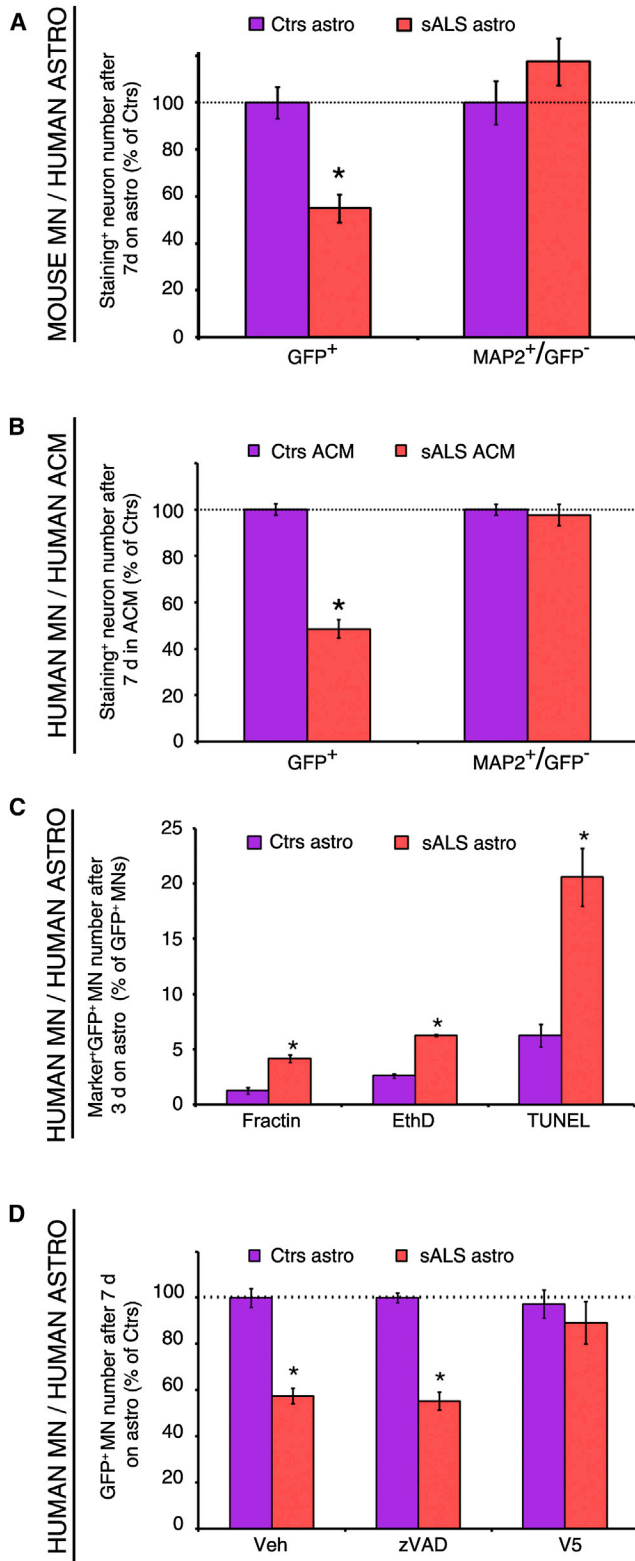 A
MOUSE MN / HUMAN ASTRO
Staining⁺ neuron number after
7d on astro (% of Ctrs)
Ctrs astro
sALS astro
100
80
60
40
20
0
*
GFP⁺
MAP2⁺/GFP⁻
B
HUMAN MN / HUMAN ACM
Staining⁺ neuron number after
7 d in ACM (% of Ctrs)
Ctrs ACM
sALS ACM
100
80
60
40
20
0
*
GFP⁺
MAP2⁺/GFP⁻
C
HUMAN MN / HUMAN ASTRO
Marker⁺GFP⁺ MN number after
3 d on astro (% of GFP⁺ MNs)
Ctrs astro
sALS astro
25
20
15
10
5
0
*
*
*
Fractin
EthD
TUNEL
D
HUMAN MN / HUMAN ASTRO
GFP⁺ MN number after 7 d
on astro (% of Ctrs)
Ctrs astro
sALS astro
100
80
60
40
20
0
*
*
Veh
zVAD
V5